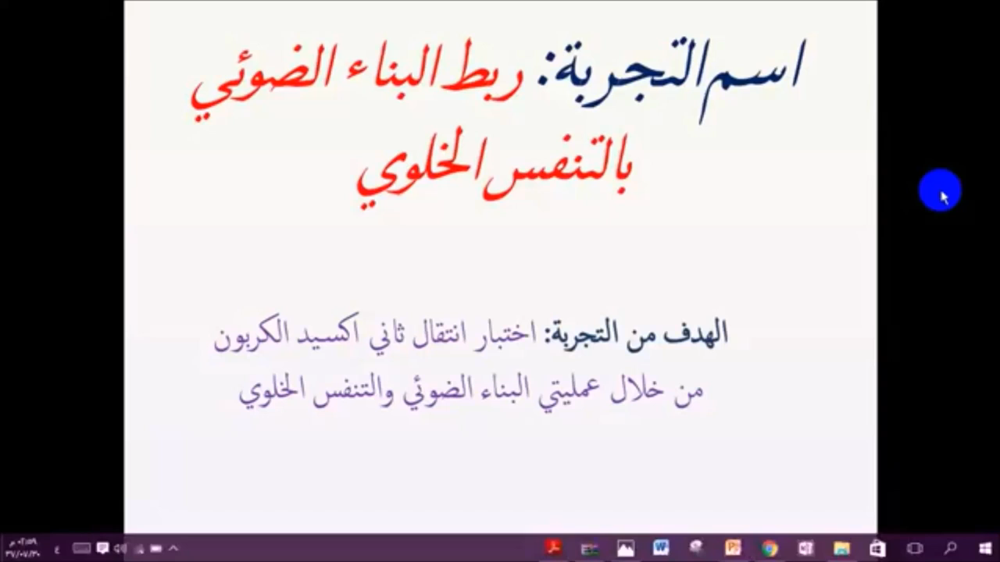 اسم التجربة: ربط البناء الضوئي
بالتنفس الخلوي
الهدف من التجربة: اختبار انتقال ثاني اكسيد الكربون
من خلال عمليتي البناء الضوئي والتنفس الخلوي